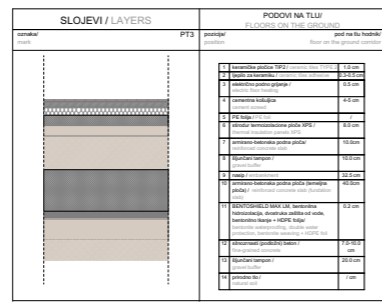 SLOJEVI / LAYERS
PODOVI NA TLU/
FLOORS ON THE GROUND
oznaka/
mark
PT3
pozicija/
position
pod na tlu hodnik/
floor on the ground corridor
1 keramičke pločice TIP2 / ceramic tiles TYPE 2 1.0 cm
2 ljepilo za keramiku / ceramic tiles adhesive 0.3-0.5 cm
3 električno podno grijanje / 0.5 cm
electric floor heating
4 cementna košuljica 4-5 cm
cement screed
5 PE folija / PE foil /
6 stirodur termoizolacione ploče XPS / 8.0 cm
thermal insulation panels XPS
7 armirano-betonska ploča/ 10.0cm
reinforced concrete slab
8 šljunčani tampon / 10.0 cm
gravel buffer
9 nasip / embankment 32.5 cm
10 armirano-betonska podna ploča (temeljna 40.0cm
ploča) / reinforced concrete slab (fundation
slab)
11 BENTOSHIELD MAX LM, bentonitna 0.2 cm
hidroizolacija, dvostruka zaštita od vode,
bentonitno tkanje + HDPE folija/
bentonite waterproofing, double water
protection, bentonite weaving + HDPE foil
12 sitnozrnasti (podložni) beton / 7.0-10.0
fine-grained concrete cm
13 šljunčani tampon / 20.0 cm
gravel buffer
14 prirodno tlo / / cm
natural soil